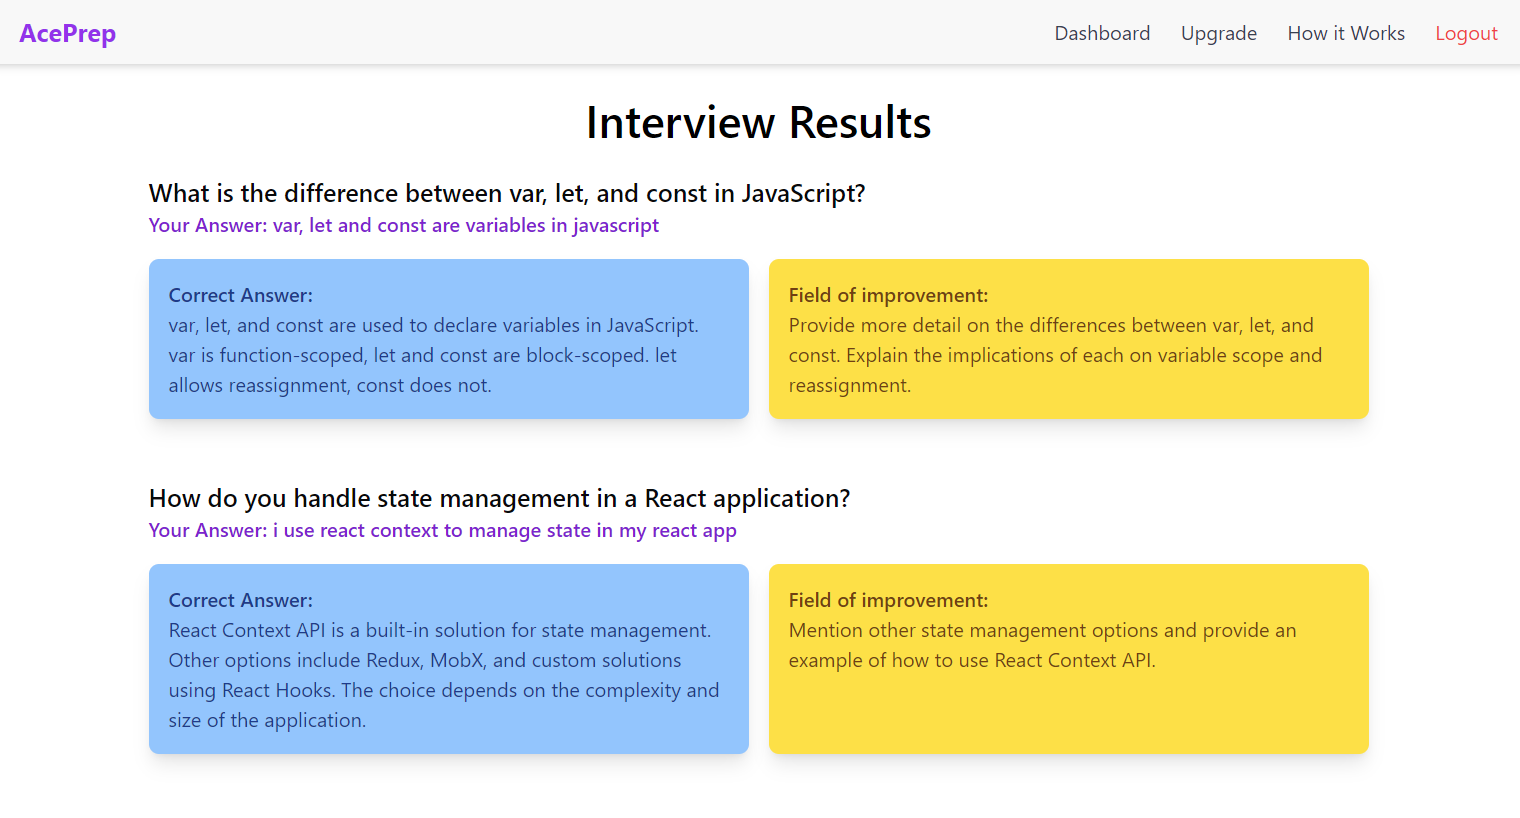 AcePrep
Dashboard Upgrade How it Works Logout
Interview Results
What is the difference between var, let, and const in JavaScript?
Your Answer: var, let and const are variables in javascript
Correct Answer:
var, let, and const are used to declare variables in JavaScript.
var is function-scoped, let and const are block-scoped. let
allows reassignment, const does not.
Field of improvement:
Provide more detail on the differences between var, let, and
const. Explain the implications of each on variable scope and
reassignment.
How do you handle state management in a React application?
Your Answer: i use react context to manage state in my react app
Correct Answer:
React Context API is a built-in solution for state management.
Other options include Redux, MobX, and custom solutions
using React Hooks. The choice depends on the complexity and
size of the application.
Field of improvement:
Mention other state management options and provide an
example of how to use React Context API.